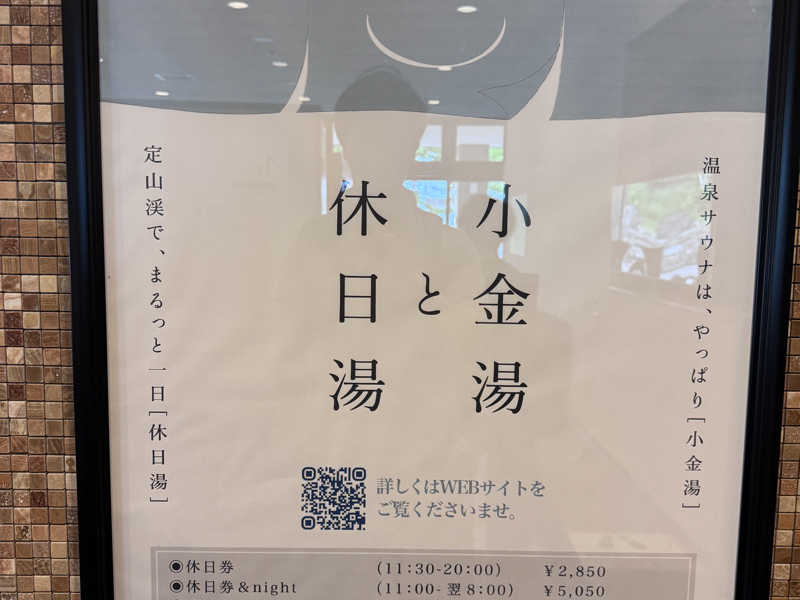 温泉サウナは、やっぱり[小金湯]
小金湯
と
休日湯
定山渓で、まるっと一日[休日湯]
詳しくはWEBサイトを
ご覧くださいませ。
◉休日券 (11:30-20:00) ¥2,850
◉休日券&night (11:00-翌8:00) ¥5,050